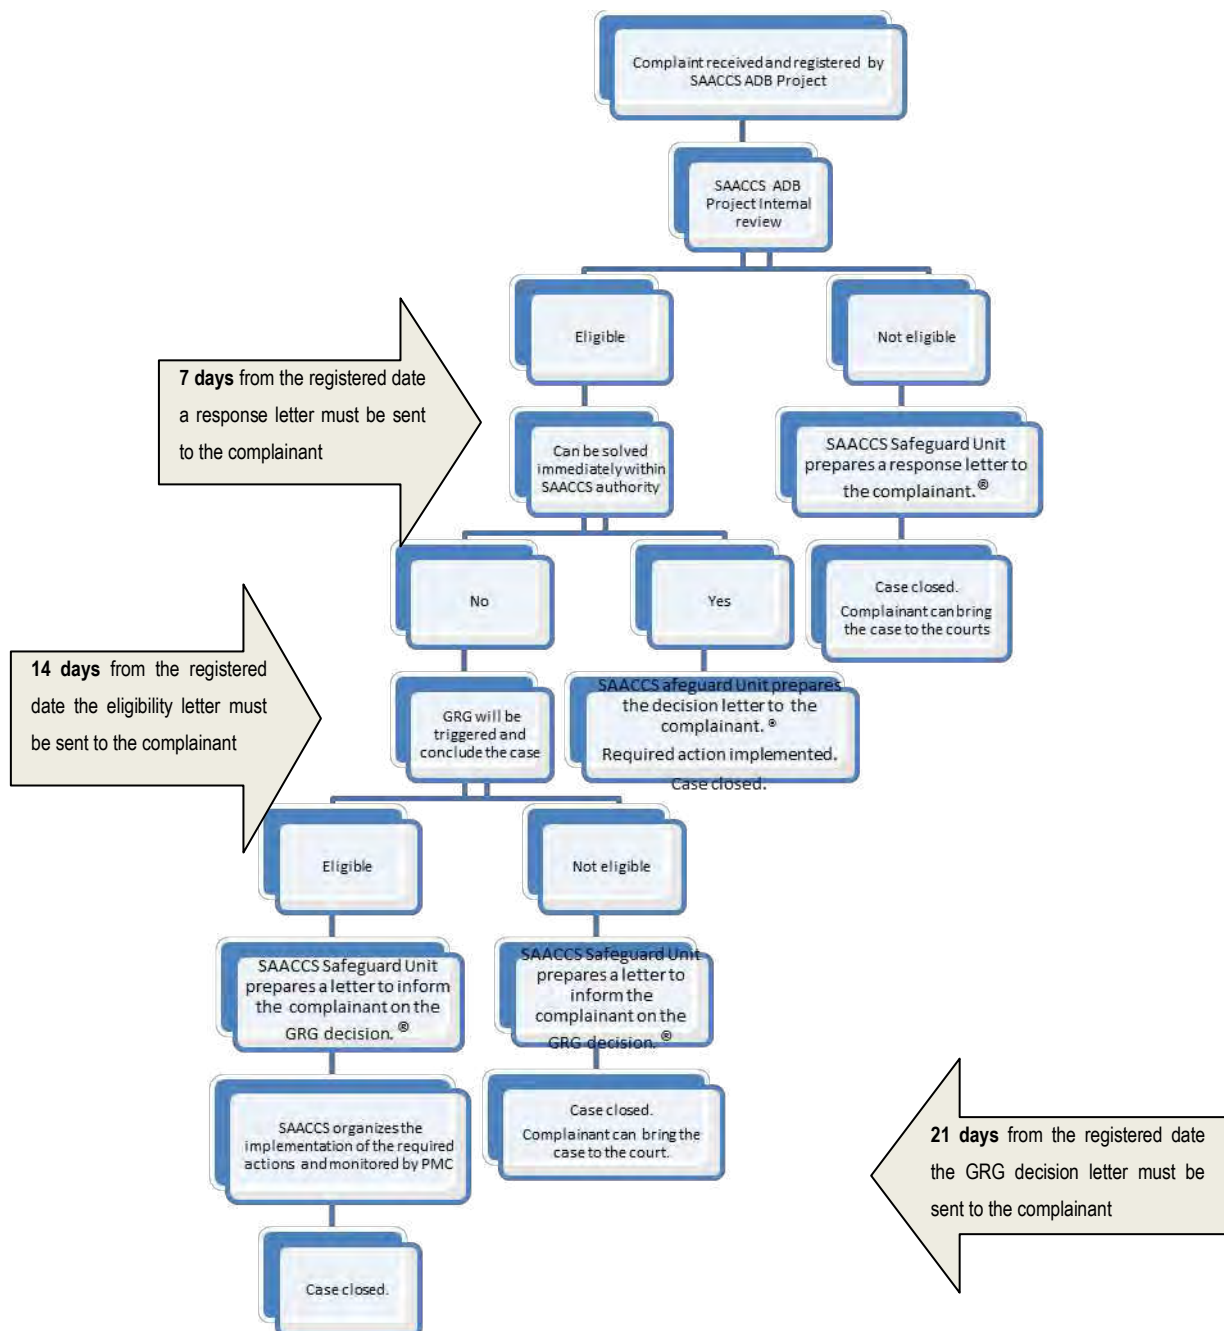 Complaint received and registered by
SAACCS ADB Project
SAACCS ADB
Project Internal
review
Eligible
Not eligible
7 days from the registered date
a response letter must be sent
to the complainant
Can be solved
immediately within
SAACCS authority
SAACCS Safeguard Unit
prepares a response letter to
the complainant. ®
No
Yes
Case closed.
Complainant can bring
the case to the courts
14 days from the registered
date the eligibility letter must
be sent to the complainant
GRG will be
triggered and
conclude the case
SAACCS afeguard Unit prepares
the decision letter to the
complainant. ®
Required action implemented.
Case closed.
Eligible
Not eligible
SAACCS Safeguard Unit
prepares a letter to inform
the complainant on the
GRG decision. ®
SAACCS Safeguard Unit
prepares a letter to
inform the
complainant on the
GRG decision. ®
SAACCS organizes the
implementation of the required
actions and monitored by PMC
Case closed.
Complainant can bring the
case to the court.
21 days from the registered date
the GRG decision letter must be
sent to the complainant
Case closed.